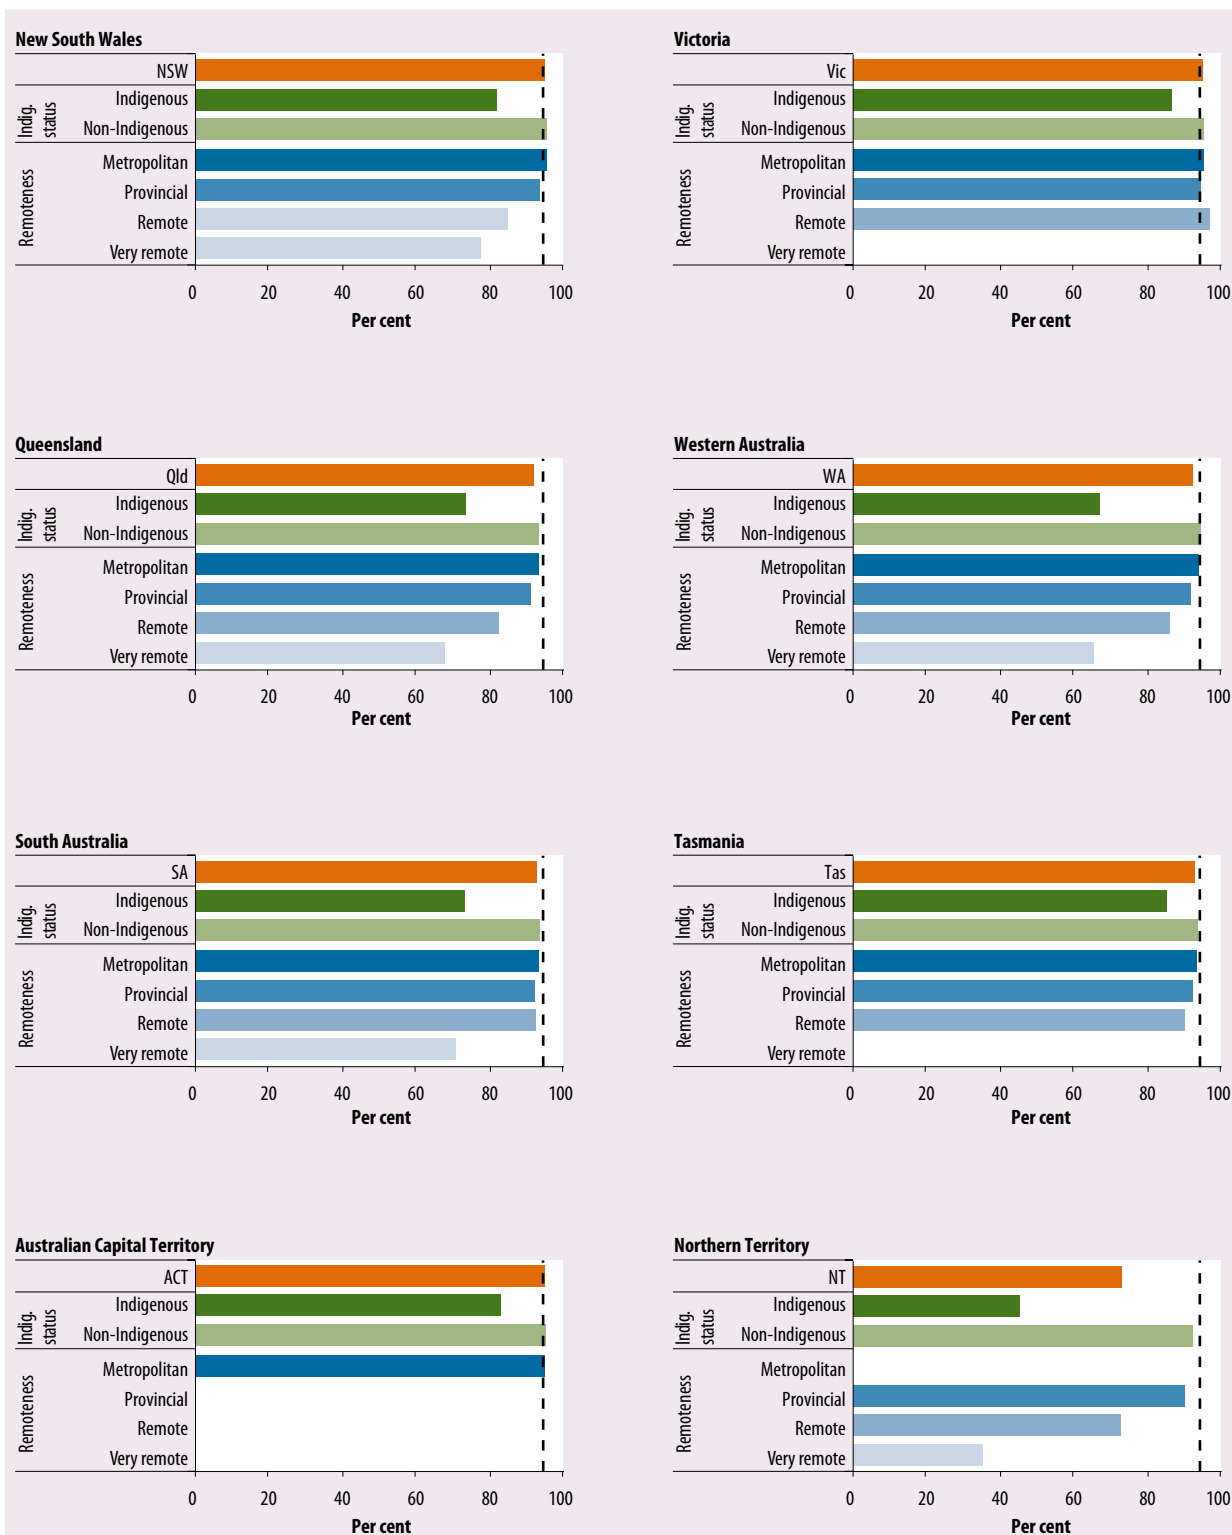 New South Wales
NSW
Indig. status
Indigenous
Non-Indigenous
Remoteness
Metropolitan
Provincial
Remote
Very remote
0 20 40 60 80 100
Per cent
Victoria
Vic
Indig. status
Indigenous
Non-Indigenous
Remoteness
Metropolitan
Provincial
Remote
Very remote
0 20 40 60 80 100
Per cent
Queensland
Qld
Indig. status
Indigenous
Non-Indigenous
Remoteness
Metropolitan
Provincial
Remote
Very remote
0 20 40 60 80 100
Per cent
Western Australia
WA
Indig. status
Indigenous
Non-Indigenous
Remoteness
Metropolitan
Provincial
Remote
Very remote
0 20 40 60 80 100
Per cent
South Australia
SA
Indig. status
Indigenous
Non-Indigenous
Remoteness
Metropolitan
Provincial
Remote
Very remote
0 20 40 60 80 100
Per cent
Tasmania
Tas
Indig. status
Indigenous
Non-Indigenous
Remoteness
Metropolitan
Provincial
Remote
Very remote
0 20 40 60 80 100
Per cent
Australian Capital Territory
ACT
Indig. status
Indigenous
Non-Indigenous
Remoteness
Metropolitan
Provincial
Remote
Very remote
0 20 40 60 80 100
Per cent
Northern Territory
NT
Indig. status
Indigenous
Non-Indigenous
Remoteness
Metropolitan
Provincial
Remote
Very remote
0 20 40 60 80 100
Per cent